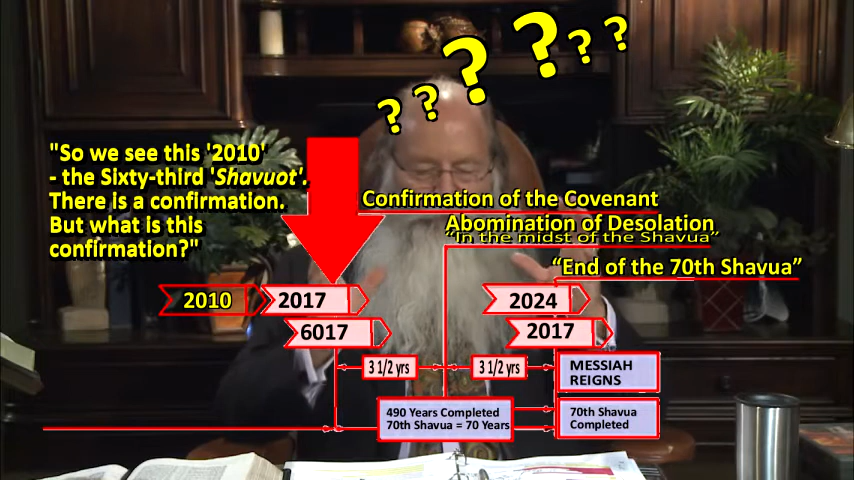 ? ? ? ? ? ?
"So we see this '2010'
- the Sixty-third 'Shavuot'.
There is a confirmation.
But what is this
confirmation?"
Confirmation of the Covenant
Abomination of Desolation
"In the midst of the Shavua"
"End of the 70th Shavua"
2010
2017
2024
6017
2017
3 1/2 yrs
3 1/2 yrs
MESSIAH
REIGNS
490 Years Completed
70th Shavua = 70 Years
70th Shavua
Completed